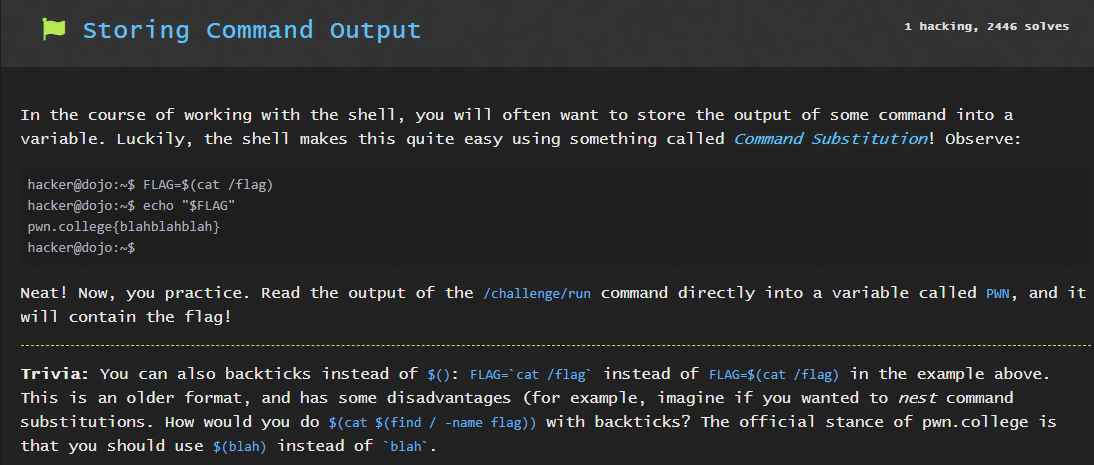 Storing Command Output
1 hacking, 2446 solves
In the course of working with the shell, you will often want to store the output of some command into a
variable. Luckily, the shell makes this quite easy using something called Command Substitution! Observe:
hacker@dojo:~$ FLAG=$(cat /flag)
hacker@dojo:~$ echo "$FLAG"
pwn.college{blahblahblah}
hacker@dojo:~$
Neat! Now, you practice. Read the output of the /challenge/run command directly into a variable called PWN, and it
will contain the flag!
Trivia: You can also backticks instead of $(): FLAG=`cat /flag` instead of FLAG=$(cat /flag) in the example above.
This is an older format, and has some disadvantages (for example, imagine if you wanted to nest command
substitutions. How would you do $(cat $(find / -name flag)) with backticks? The official stance of pwn.college is
that you should use $(blah) instead of `blah`.